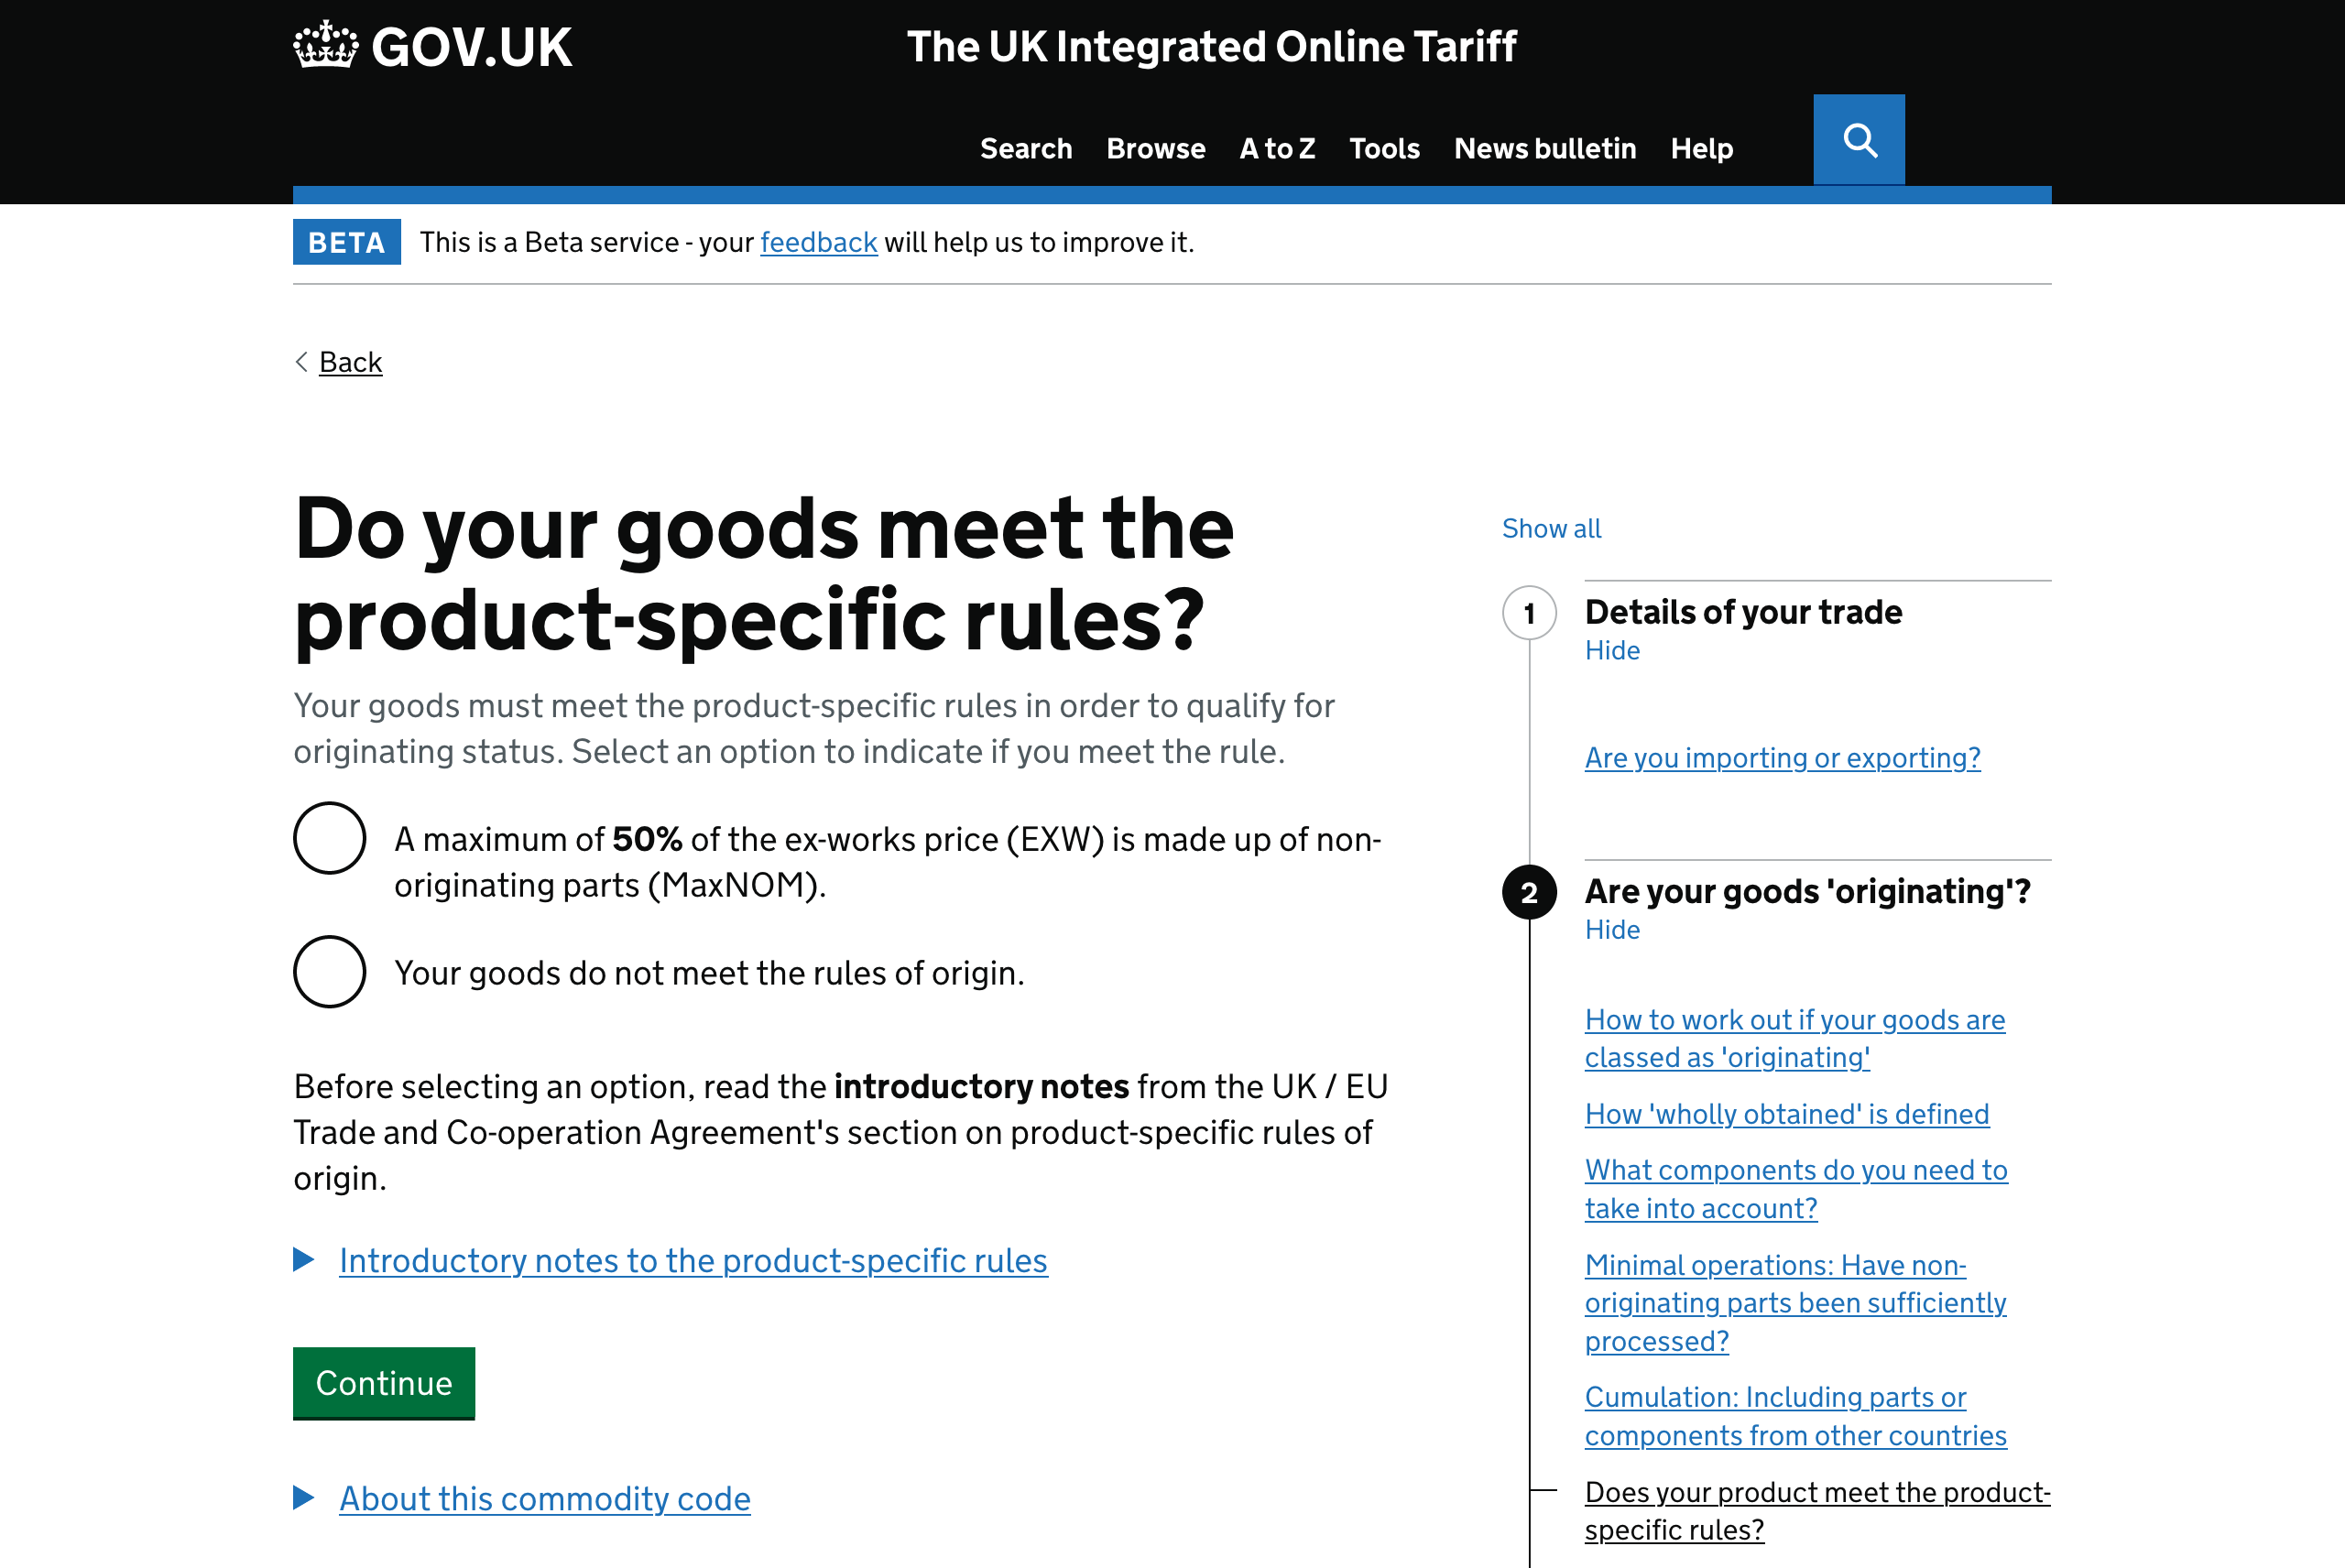 GOV.UK
The UK Integrated Online Tariff
Search Browse A to Z Tools News bulletin Help
BETA This is a Beta service - your feedback will help us to improve it.
Back
Do your goods meet the
product-specific rules?
Your goods must meet the product-specific rules in order to qualify for
originating status. Select an option to indicate if you meet the rule.
A maximum of 50% of the ex-works price (EXW) is made up of non-
originating parts (MaxNOM).
Your goods do not meet the rules of origin.
Before selecting an option, read the introductory notes from the UK / EU
Trade and Co-operation Agreement's section on product-specific rules of
origin.
Introductory notes to the product-specific rules
Continue
About this commodity code
Show all
1 Details of your trade
Hide
Are you importing or exporting?
2 Are your goods 'originating'?
Hide
How to work out if your goods are
classed as 'originating'
How 'wholly obtained' is defined
What components do you need to
take into account?
Minimal operations: Have non-
originating parts been sufficiently
processed?
Cumulation: Including parts or
components from other countries
Does your product meet the product-
specific rules?